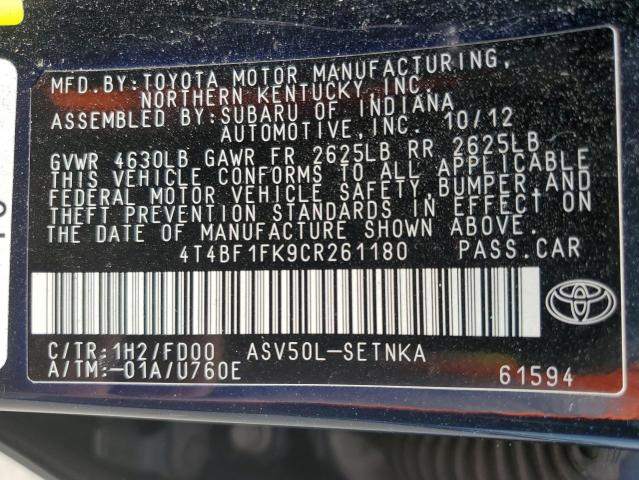 MFD.BY:TOYOTA MOTOR MANUFACTURING,
NORTHERN KENTUCKY, INC.
ASSEMBLED BY: SUBARU OF INDIANA
AUTOMOTIVE, INC. 10/12
GVWR 4630LB GAWR FR 2625LB RR 2625LB
THIS VEHICLE CONFORMS TO ALL APPLICABLE
FEDERAL MOTOR VEHICLE SAFETY, BUMPER, AND
THEFT PREVENTION STANDARDS IN EFFECT ON
THE DATE OF MANUFACTURE SHOWN ABOVE.
4T4BF1FK9CR261180 PASS.CAR
C/TR:1H2/FD00 ASV50L-SETNKA
A/TM:-01A/U760E 61594